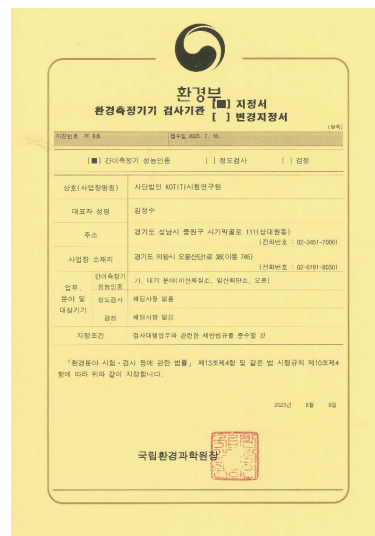 환경부
환경측정기기 검사기관
[■] 지정서
[ ] 변경지정서
(앞쪽)
지정번호 제 8호 접수일 2023. 7. 10.
[■] 간이측정기 성능인증 [ ] 정도검사 [ ] 검정
상호(사업장명칭) 사단법인 KOTITI시험연구원
대표자 성명 김정수
주소 경기도 성남시 중원구 사기막골로 111(상대원동)
(전화번호 : 02-3451-7000)
사업장 소재지 경기도 의왕시 오봉산단1로 38(이동 745)
(전화번호 : 02-6191-6030)
업무, 분야 및 대상기기
간이측정기 성능인증 가. 대기 분야(이산화질소, 일산화탄소, 오존)
정도검사 해당사항 없음
검정 해당사항 없음
지정조건 검사대행업무와 관련한 제반법규를 준수할 것
「환경분야 시험·검사 등에 관한 법률」 제13조제4항 및 같은 법 시행규칙 제10조제4
항에 따라 위와 같이 지정합니다.
2023년 8월 9일
국립환경과학원장